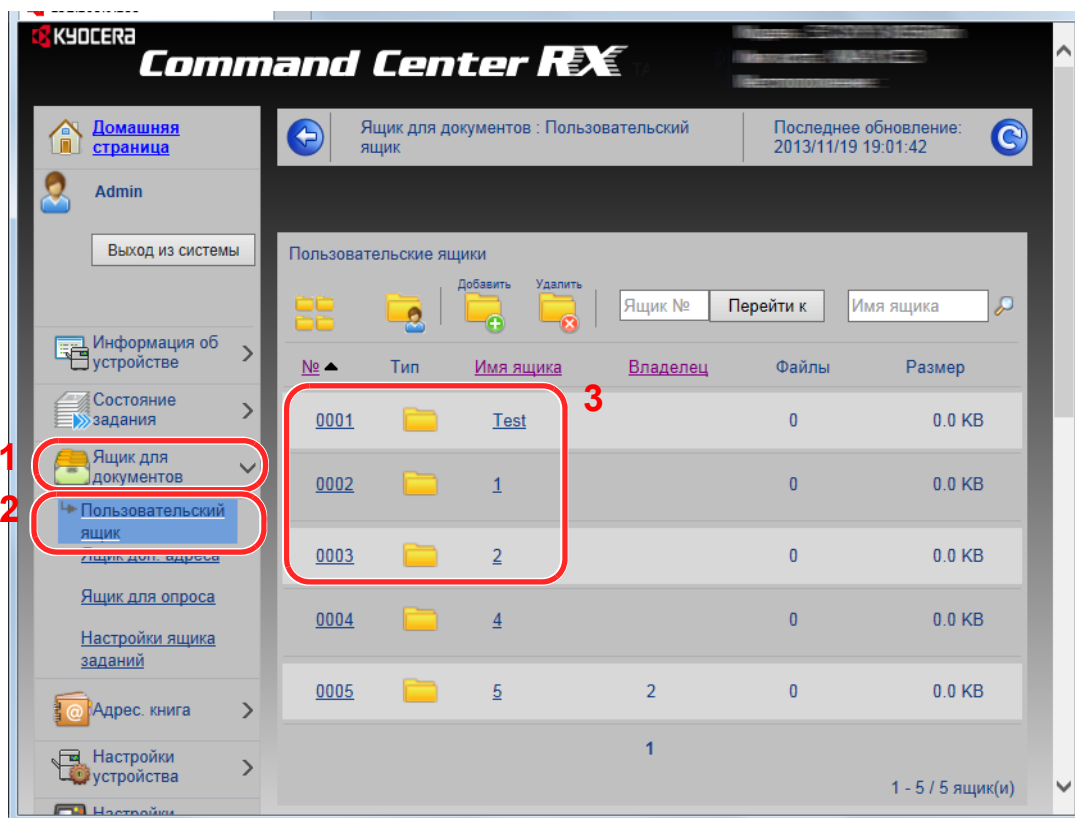 KYOCERA
Command Center RX
Домашняя
страница
Admin
Выход из системы
Информация об
устройстве
Состояние
задания
1
Ящик для
документов
2
Пользовательский
ящик
Ящик доп. адреса
Ящик для опроса
Настройки ящика
заданий
Адрес. книга
Настройки
устройства
Настройки
Ящик для документов : Пользовательский
ящик
Последнее обновление:
2013/11/19 19:01:42
Пользовательские ящики
Добавить Удалить
Ящик № Перейти к Имя ящика
№ Тип Имя ящика Владелец Файлы Размер
3
0001 Test 0 0.0 KB
0002 1 0 0.0 KB
0003 2 0 0.0 KB
0004 4 0 0.0 KB
0005 5 2 0 0.0 KB
1
1 - 5 / 5 ящик(и)